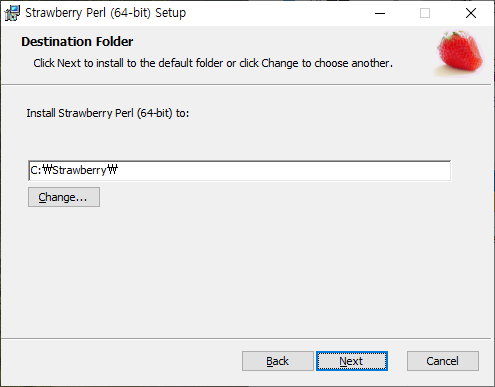 Strawberry Perl (64-bit) Setup
Destination Folder
Click Next to install to the default folder or click Change to choose another.
Install Strawberry Perl (64-bit) to:
C:₩Strawberry₩
Change...
Back Next Cancel